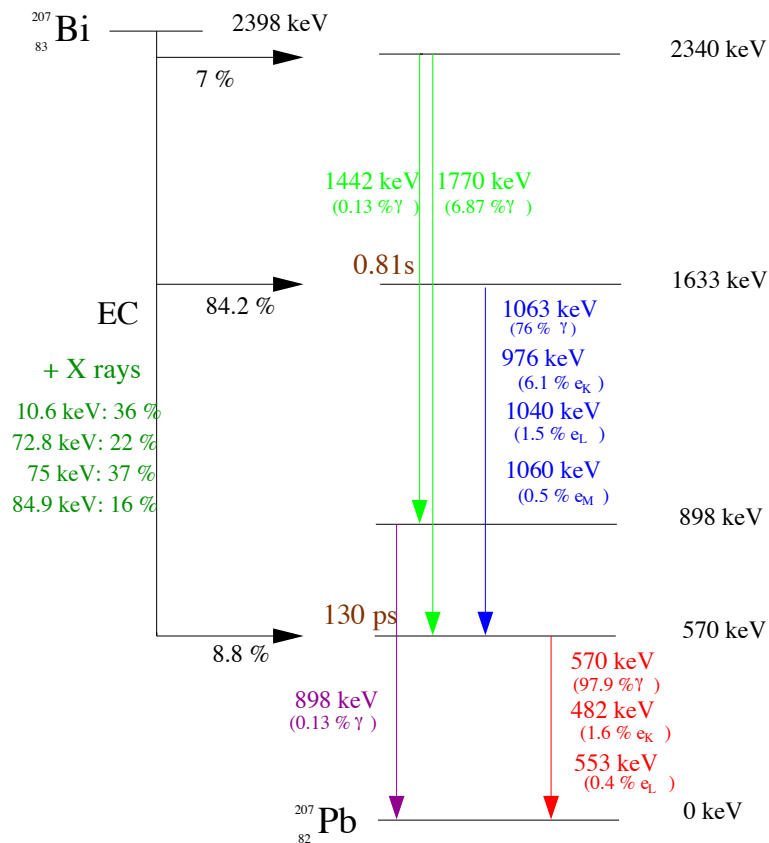 207
83 Bi
2398 keV
2340 keV
7 %
1442 keV 1770 keV
(0.13 %γ ) (6.87 %γ )
0.81s
1633 keV
84.2 %
EC
1063 keV
(76 % γ )
976 keV
(6.1 % eK )
1040 keV
(1.5 % eL )
1060 keV
(0.5 % eM )
+ X rays
10.6 keV: 36 %
72.8 keV: 22 %
75 keV: 37 %
84.9 keV: 16 %
898 keV
130 ps
570 keV
8.8 %
570 keV
(97.9 %γ )
482 keV
(1.6 % eK )
553 keV
(0.4 % eL )
898 keV
(0.13 % γ )
207
82 Pb
0 keV